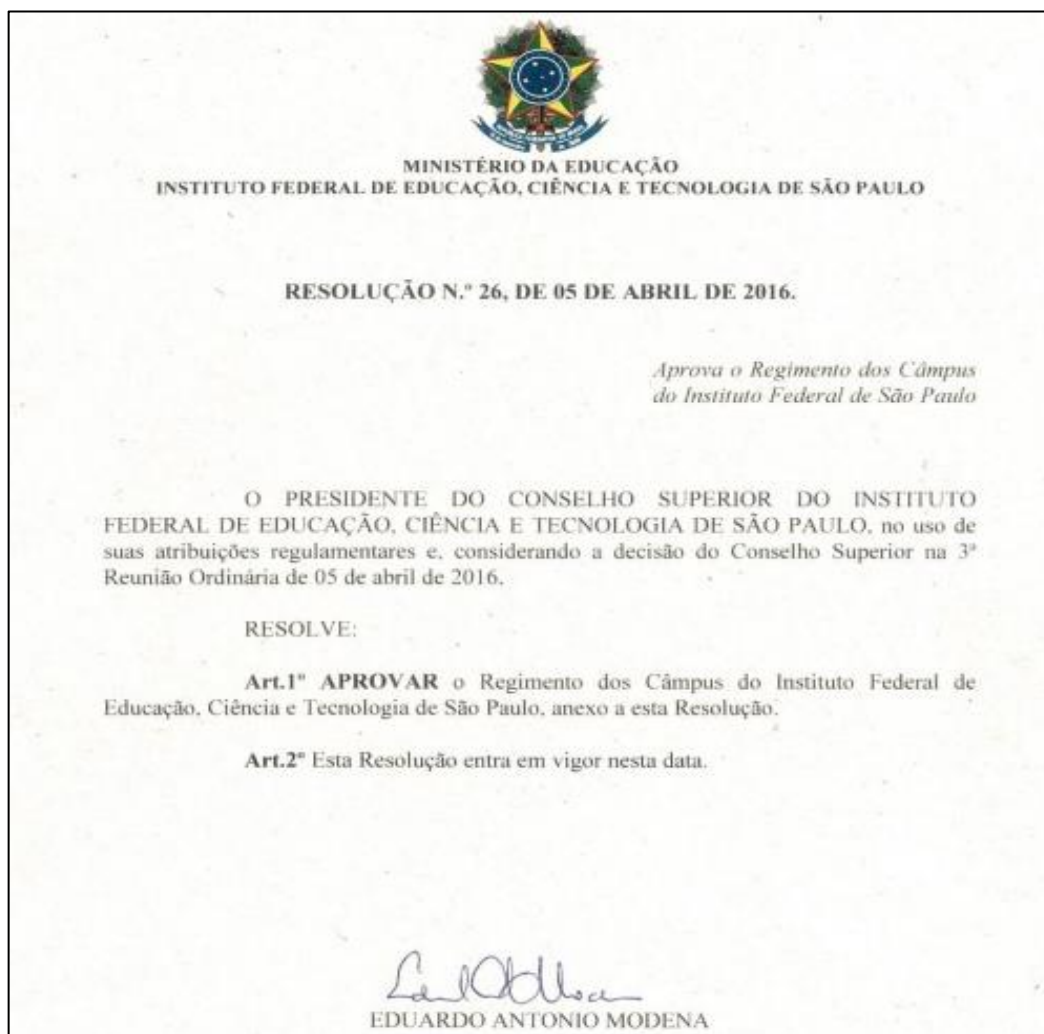 MINISTÉRIO DA EDUCAÇÃO
INSTITUTO FEDERAL DE EDUCAÇÃO, CIÊNCIA E TECNOLOGIA DE SÃO PAULO
RESOLUÇÃO N.º 26, DE 05 DE ABRIL DE 2016.
Aprova o Regimento dos Câmpus
do Instituto Federal de São Paulo
O PRESIDENTE DO CONSELHO SUPERIOR DO INSTITUTO
FEDERAL DE EDUCAÇÃO, CIÊNCIA E TECNOLOGIA DE SÃO PAULO, no uso de
suas atribuições regulamentares e, considerando a decisão do Conselho Superior na 3ª
Reunião Ordinária de 05 de abril de 2016.
RESOLVE:
Art.1º APROVAR o Regimento dos Câmpus do Instituto Federal de
Educação, Ciência e Tecnologia de São Paulo, anexo a esta Resolução.
Art.2º Esta Resolução entra em vigor nesta data.
EDUARDO ANTONIO MODENA